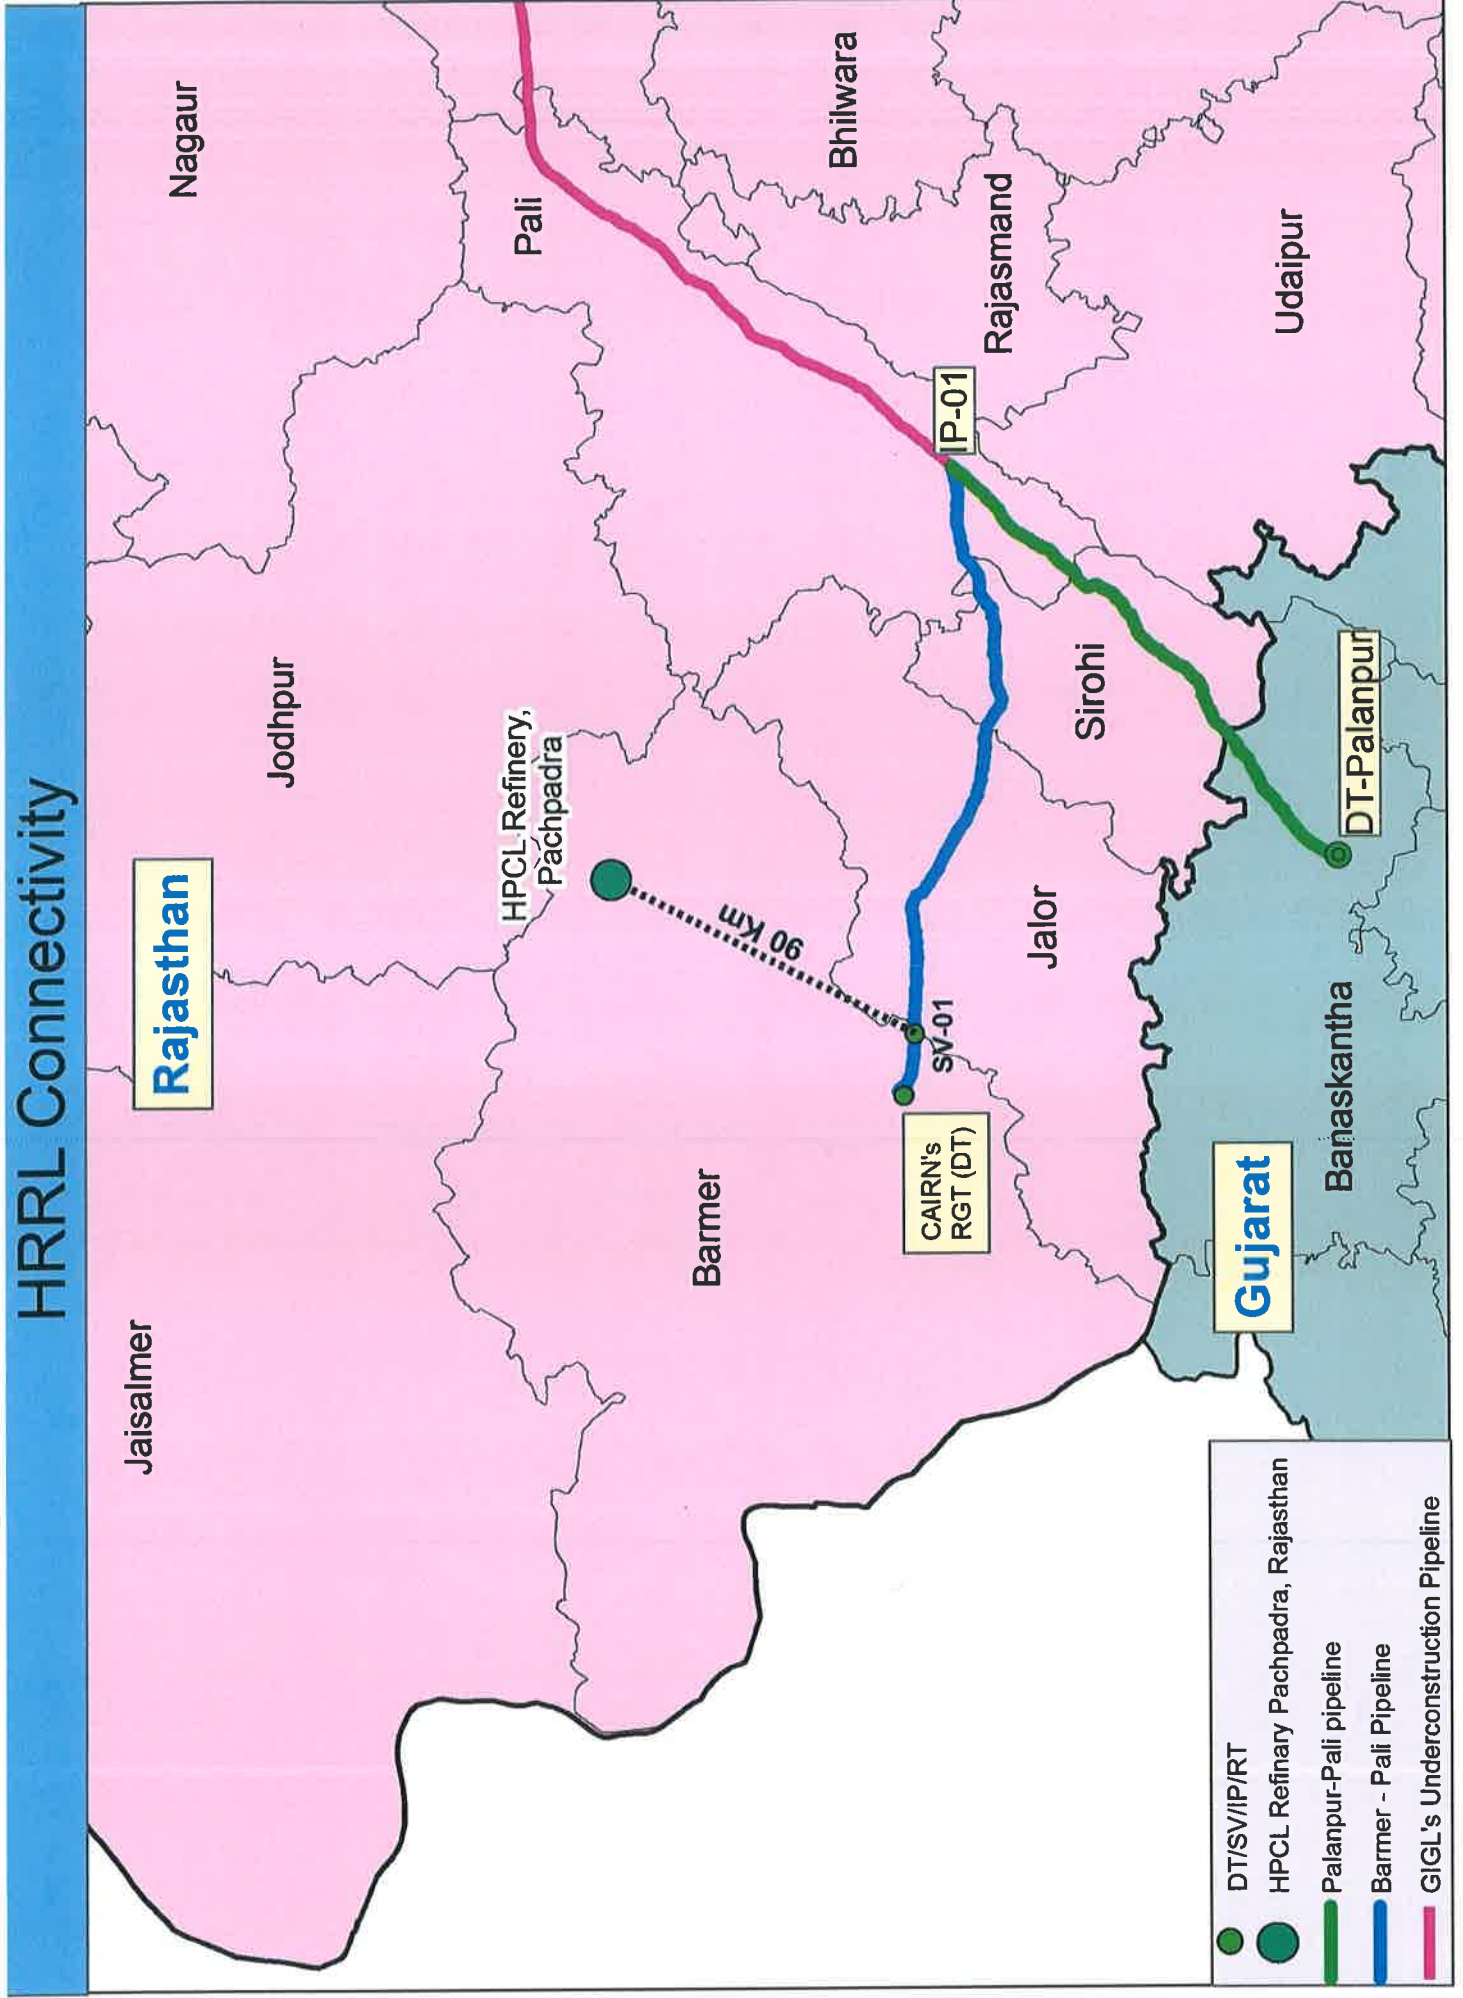 HRRL Connectivity
Rajasthan
Jaisalmer
Jodhpur
Nagaur
HPCL Refinery,
Pachpadra
Pali
Barmer
90 Km
Bhilwara
CAIRN's
RGT (DT)
SV-01
IP-01
Jalor
Sirohi
Rajasmand
Udaipur
Gujarat
Banaskantha
DT-Palanpur
DT/SV/IP/RT
HPCL Refinary Pachpadra, Rajasthan
Palanpur-Pali pipeline
Barmer - Pali Pipeline
GIGL's Underconstruction Pipeline